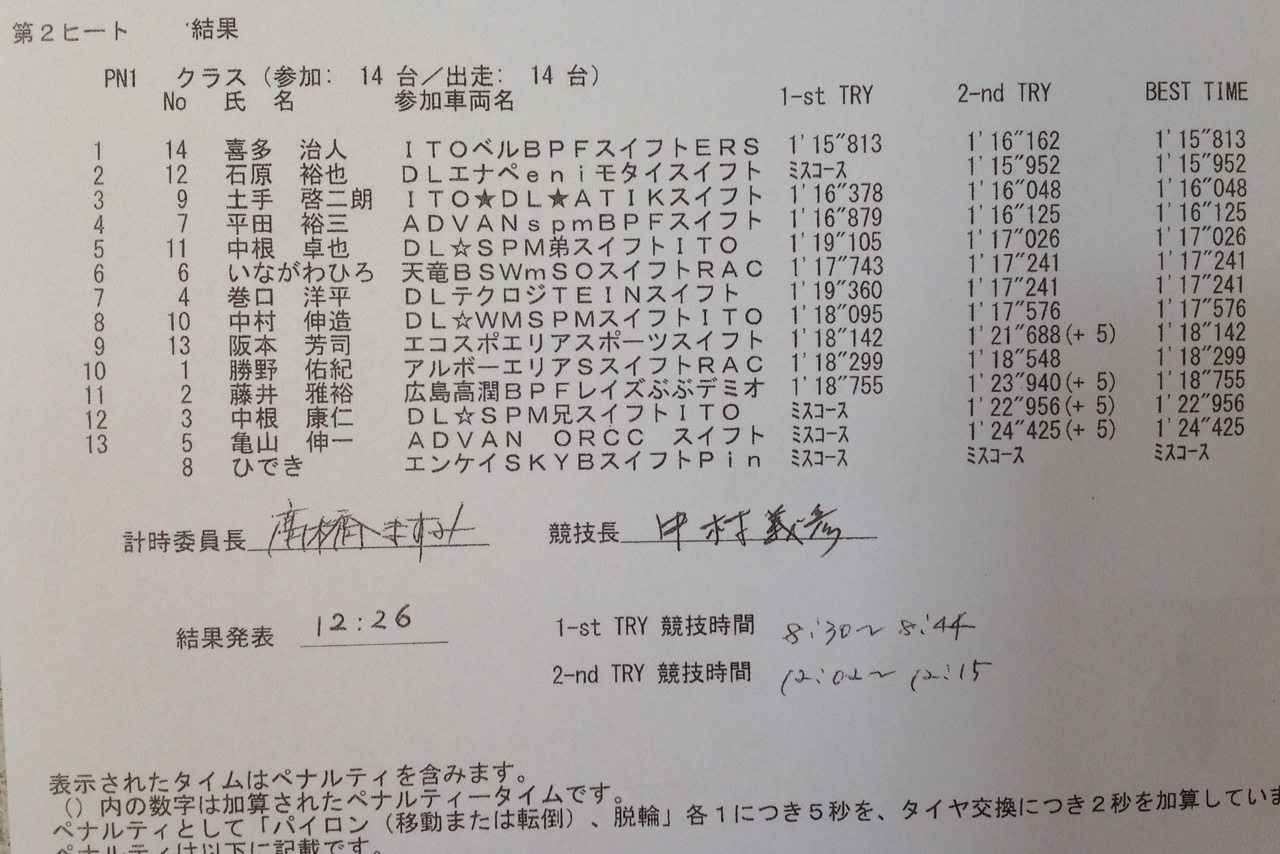 第2ヒート 結果
PN1 クラス（参加: 14 台／出走: 14 台）
No 氏 名 参加車両名 1-st TRY 2-nd TRY BEST TIME
1 14 喜多 治人 ＩＴＯベルＢＰＦスイフトＥＲＳ 1'15"813 1'16"162 1'15"813
2 12 石原 裕也 ＤＬエナペｅｎｉモタイスイフト ﾐｽｺｰｽ 1'15"952 1'15"952
3 9 土手 啓二朗 ＩＴＯ★ＤＬ★ＡＴＩＫスイフト 1'16"378 1'16"048 1'16"048
4 7 平田 裕三 ＡＤＶＡＮｓｐｍＢＰＦスイフト 1'16"879 1'16"125 1'16"125
5 11 中根 卓也 ＤＬ☆ＳＰＭ弟スイフトＩＴＯ 1'19"105 1'17"026 1'17"026
6 6 いながわひろ 天竜ＢＳＷｍＳＯスイフトＲＡＣ 1'17"743 1'17"241 1'17"241
7 4 巻口 洋平 ＤＬテクロジＴＥＩＮスイフト 1'19"360 1'17"241 1'17"241
8 10 中村 伸造 ＤＬ☆ＷＭＳＰＭスイフトＩＴＯ 1'18"095 1'17"576 1'17"576
9 13 阪本 芳司 エコスポエリアスポーツスイフト 1'18"142 1'21"688(+ 5) 1'18"142
10 1 勝野 佑紀 アルボーエリアＳスイフトＲＡＣ 1'18"299 1'18"548 1'18"299
11 2 藤井 雅裕 広島高潤ＢＰＦレイズぶぶデミオ 1'18"755 1'23"940(+ 5) 1'18"755
12 3 中根 康仁 ＤＬ☆ＳＰＭ兄スイフトＩＴＯ ﾐｽｺｰｽ 1'22"956(+ 5) 1'22"956
13 5 亀山 伸一 ＡＤＶＡＮ ＯＲＣＣ スイフト ﾐｽｺｰｽ 1'24"425(+ 5) 1'24"425
8 ひでき エンケイＳＫＹＢスイフトＰｉｎ ﾐｽｺｰｽ ﾐｽｺｰｽ ﾐｽｺｰｽ
計時委員長 高橋ますみ 競技長 中村義彦
結果発表 12:26
1-st TRY 競技時間 8:30〜8:44
2-nd TRY 競技時間 12:02〜12:15
表示されたタイムはペナルティを含みます。
（）内の数字は加算されたペナルティータイムです。
ペナルティとして「パイロン（移動または転倒）、脱輪」各１につき５秒を、タイヤ交換につき２秒を加算していま
ペナルティは以下に記載です。